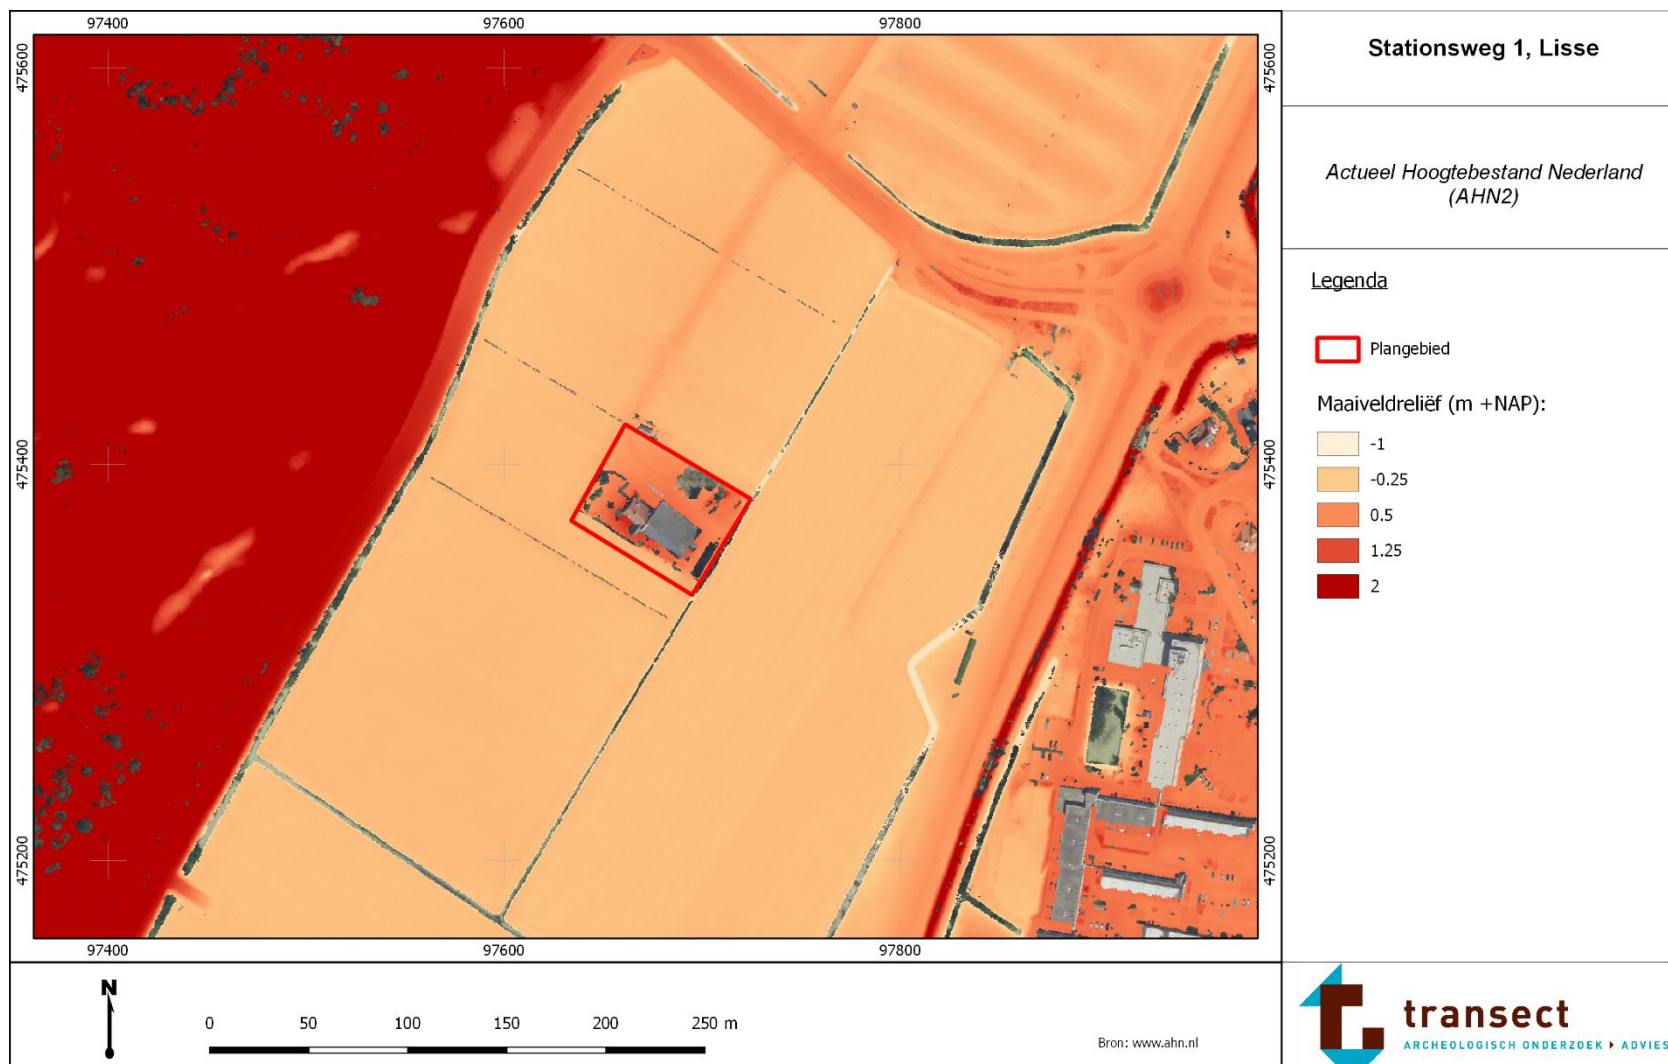 97400
97600
97800
475600
475600
475400
475400
475200
475200
97400
97600
97800
Stationsweg 1, Lisse
Actueel Hoogtebestand Nederland
(AHN2)
Legenda
Plangebied
Maaiveldreliëf (m +NAP):
-1
-0.25
0.5
1.25
2
N
0 50 100 150 200 250 m
Bron: www.ahn.nl
transect
ARCHEOLOGISCH ONDERZOEK ▸ ADVIES